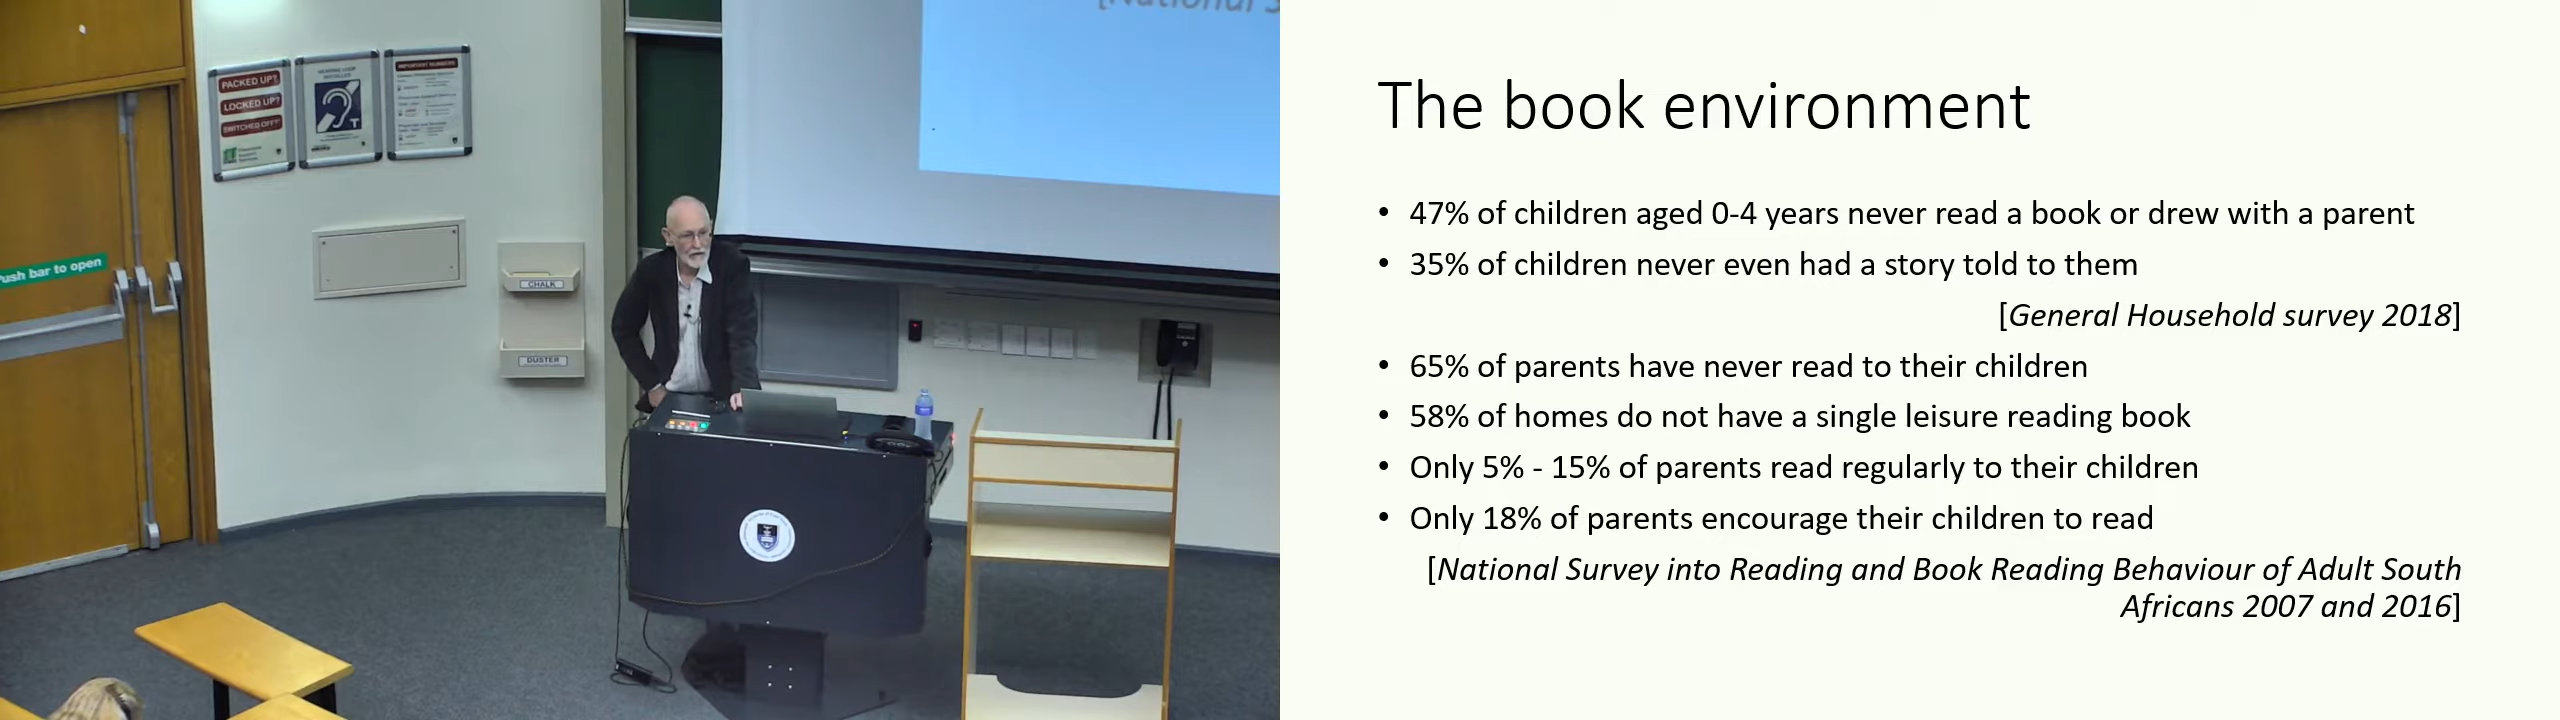 [National S
PACKED UP?
LOCKED UP?
SWITCHED OFF?
HEARING LOOP
INSTALLED
T
IMPORTANT NUMBERS
Push bar to open
CHALK
DUSTER
The book environment
• 47% of children aged 0-4 years never read a book or drew with a parent
• 35% of children never even had a story told to them
[General Household survey 2018]
• 65% of parents have never read to their children
• 58% of homes do not have a single leisure reading book
• Only 5% - 15% of parents read regularly to their children
• Only 18% of parents encourage their children to read
[National Survey into Reading and Book Reading Behaviour of Adult South
Africans 2007 and 2016]